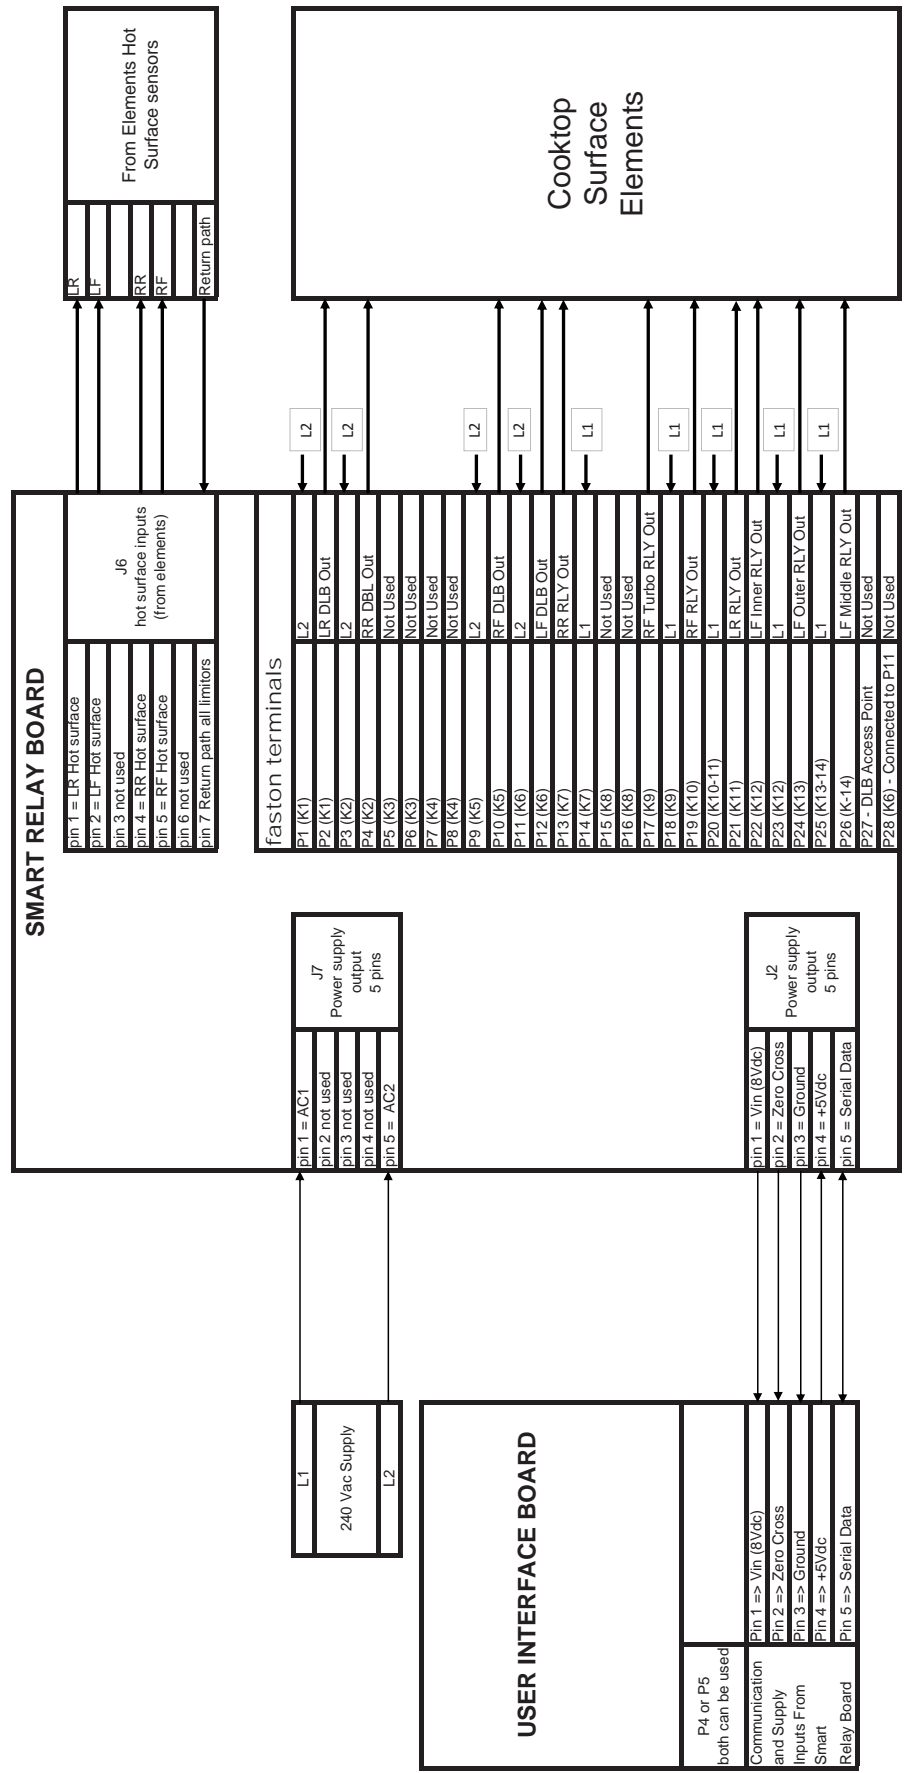 SMART RELAY BOARD
pin 1 = LR Hot surface
pin 2 = LF Hot surface
pin 3 not used
pin 4 = RR Hot surface
pin 5 = RF Hot surface
pin 6 not used
pin 7 Return path all limitors
J6
hot surface inputs
(from elements)
LR
LF
RR
RF
Return path
From Elements Hot
Surface sensors
faston terminals
P1 (K1) L2
P2 (K1) LR DLB Out
P3 (K2) L2
P4 (K2) RR DBL Out
P5 (K3) Not Used
P6 (K3) Not Used
P7 (K4) Not Used
P8 (K4) Not Used
P9 (K5) L2
P10 (K5) RF DLB Out
P11 (K6) L2
P12 (K6) LF DLB Out
P13 (K7) RR RLY Out
P14 (K7) L1
P15 (K8) Not Used
P16 (K8) Not Used
P17 (K9) RF Turbo RLY Out
P18 (K9) L1
P19 (K10) RF RLY Out
P20 (K10-11) L1
P21 (K11) LR RLY Out
P22 (K12) LF Inner RLY Out
P23 (K12) L1
P24 (K13) LF Outer RLY Out
P25 (K13-14) L1
P26 (K-14) LF Middle RLY Out
P27 - DLB Access Point Not Used
P28 (K6) - Connected to P11 Not Used
L2
L2
L2
L2
L1
L1
L1
L1
L1
Cooktop
Surface
Elements
L1
240 Vac Supply
L2
pin 1 = AC1
pin 2 not used
pin 3 not used
pin 4 not used
pin 5 = AC2
J7
Power supply
output
5 pins
USER INTERFACE BOARD
P4 or P5
both can be used
Communication
and Supply
Inputs From
Smart
Relay Board
Pin 1 => Vin (8Vdc)
Pin 2 => Zero Cross
Pin 3 => Ground
Pin 4 => +5Vdc
Pin 5 => Serial Data
pin 1 = Vin (8Vdc)
pin 2 = Zero Cross
pin 3 = Ground
pin 4 = +5Vdc
pin 5 = Serial Data
J2
Power supply
output
5 pins